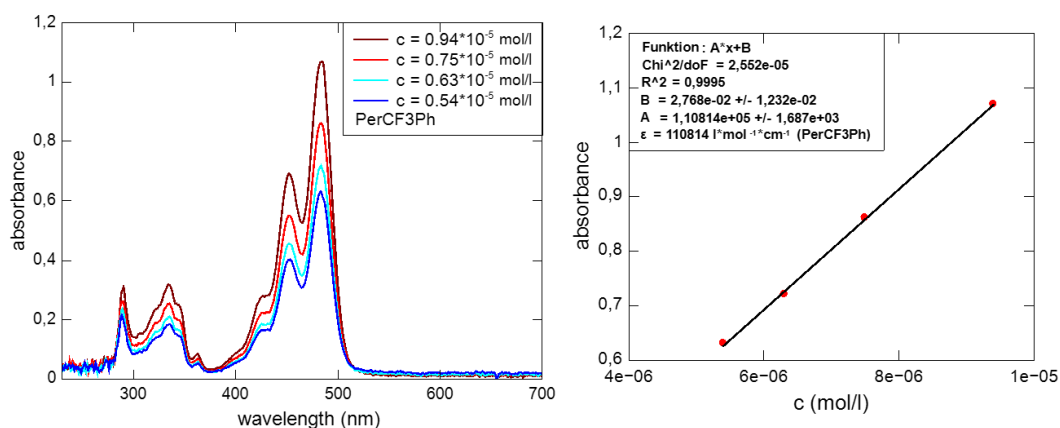 1,2
1
0,8
0,6
0,4
0,2
0
absorbance
c = 0.94*10⁻⁵ mol/l
c = 0.75*10⁻⁵ mol/l
c = 0.63*10⁻⁵ mol/l
c = 0.54*10⁻⁵ mol/l
PerCF3Ph
300 400 500 600 700
wavelength (nm)
1,2
1,1
1
0,9
0,8
0,7
0,6
absorbance
Funktion : A*x+B
Chi^2/doF = 2,552e-05
R^2 = 0,9995
B = 2,768e-02 +/- 1,232e-02
A = 1,10814e+05 +/- 1,687e+03
ε = 110814 l*mol ⁻¹*cm⁻¹ (PerCF3Ph)
4e−06 6e−06 8e−06 1e−05
c (mol/l)